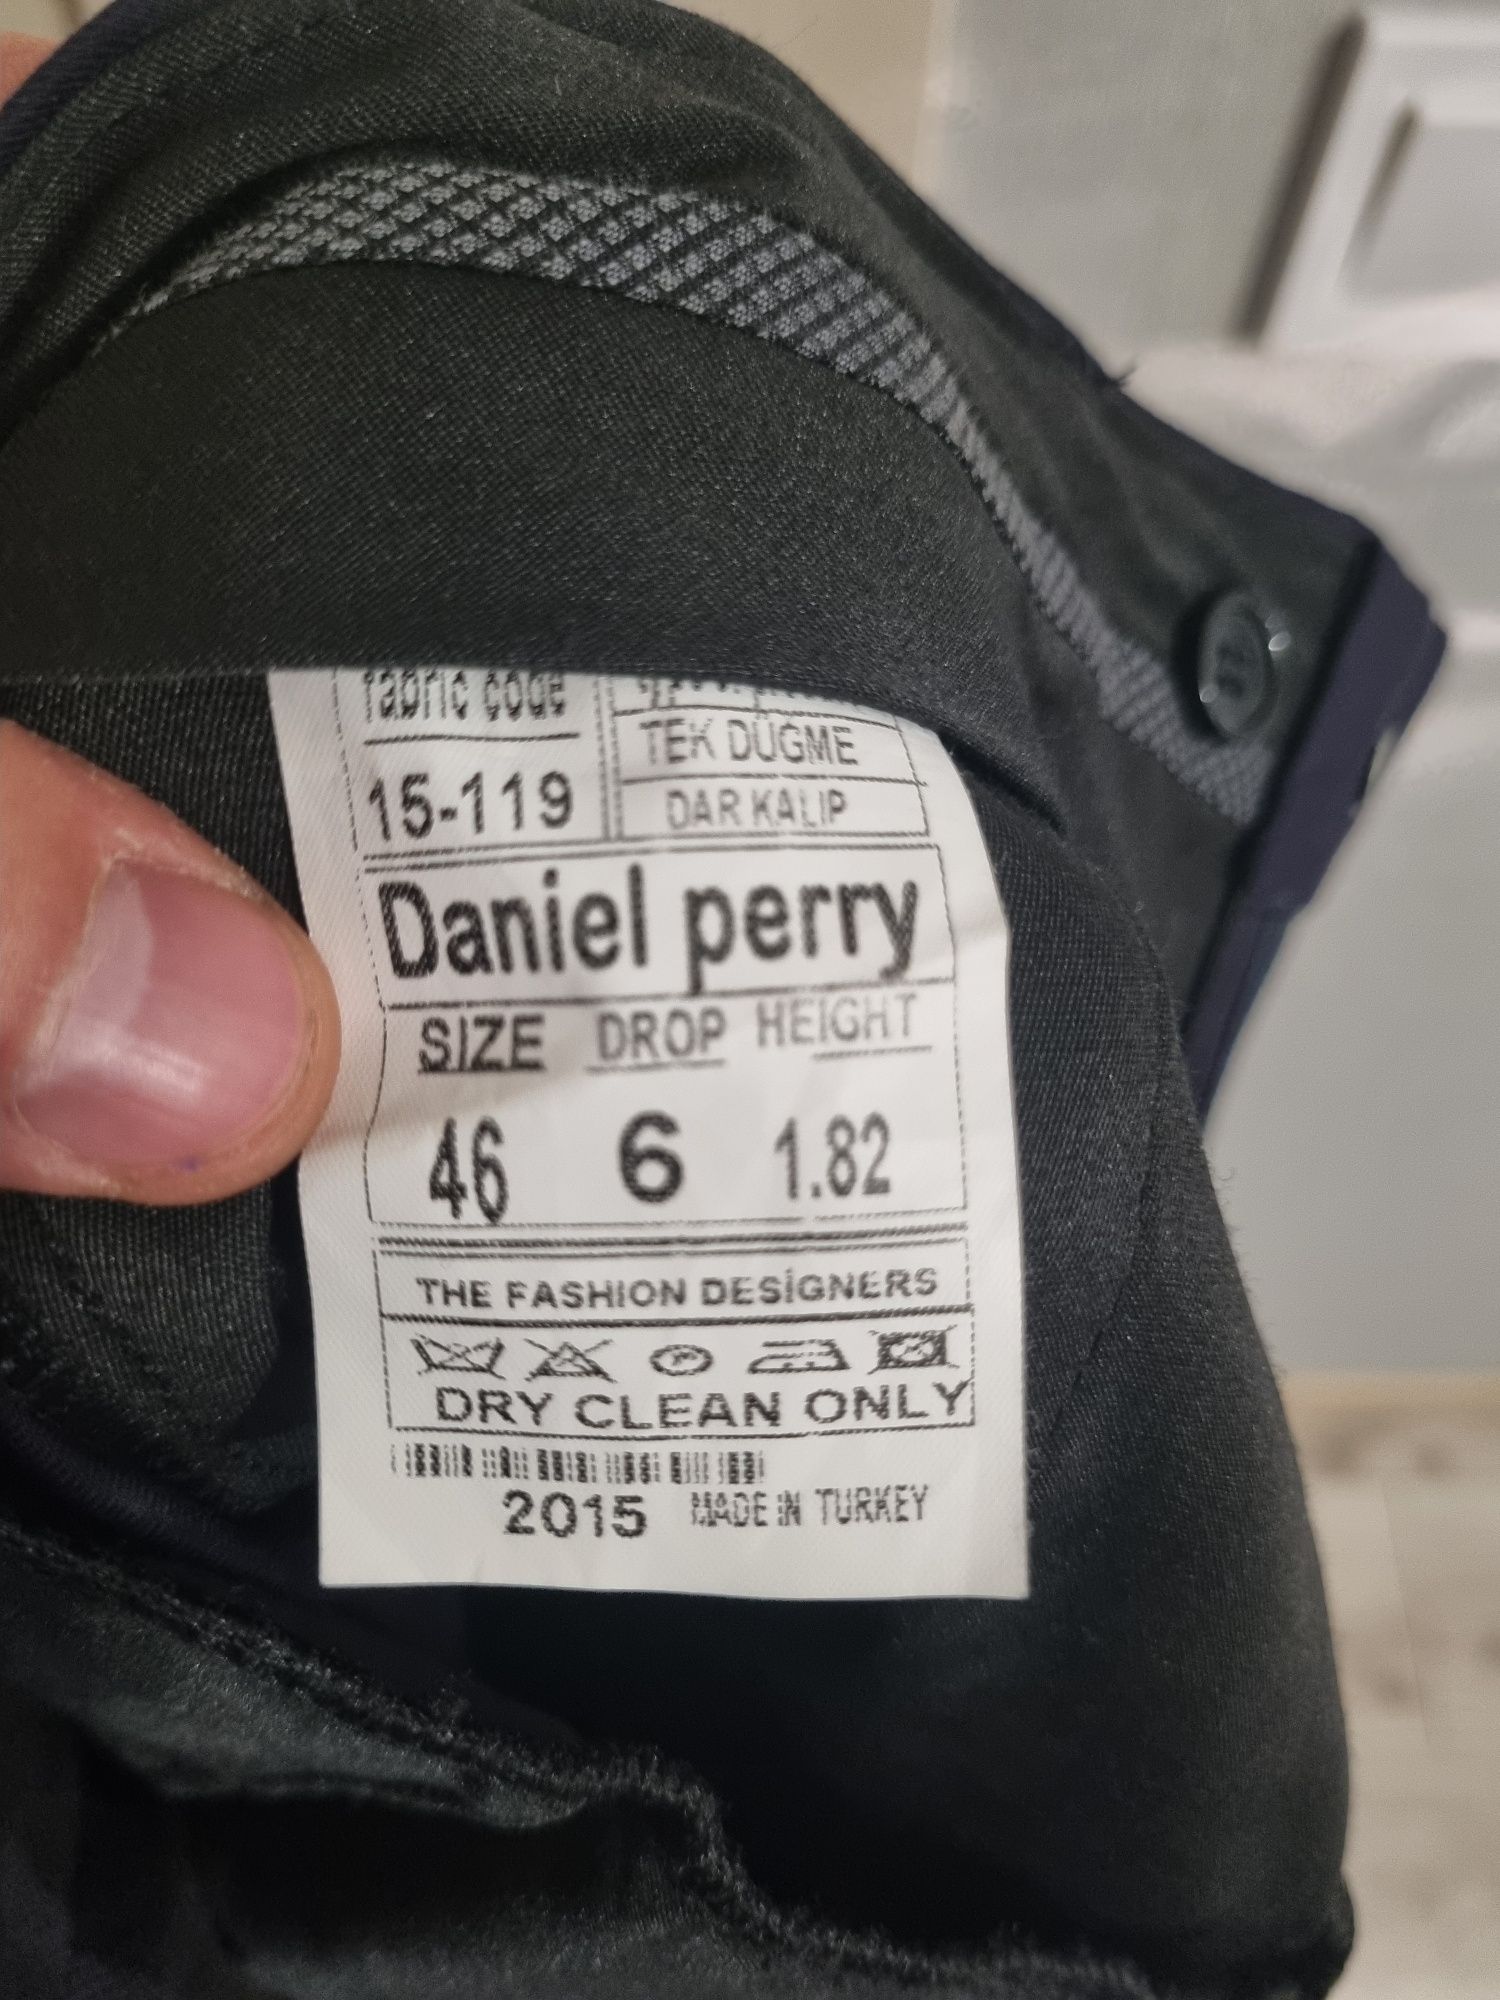 fabric code
15-119
TEK DÜĞME
DAR KALIP
Daniel perry
SIZE DROP HEIGHT
46 6 1.82
THE FASHION DESİGNERS
DRY CLEAN ONLY
2015 MADE IN TURKEY